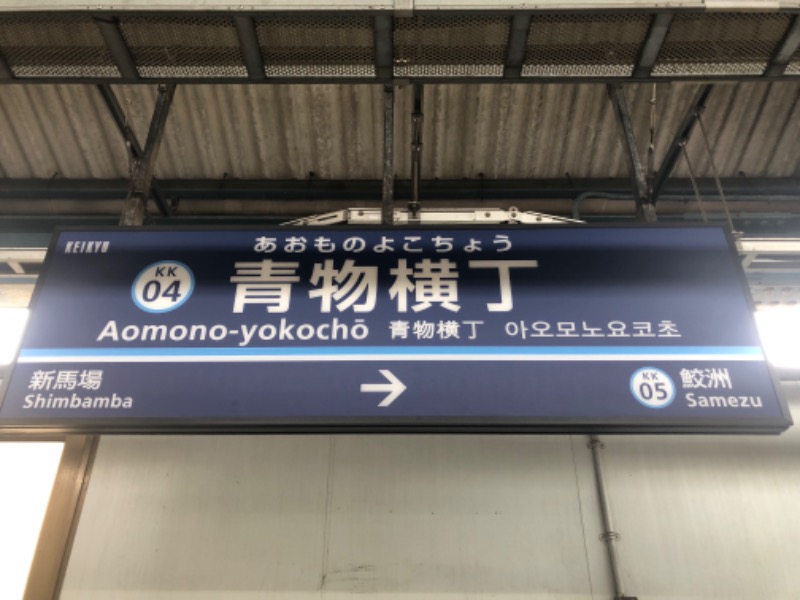 KEIKYU
あおものよこちょう
KK
04
青物横丁
Aomono-yokochō 青物横丁 아오모노요코초
新馬場
Shimbamba
→
KK
05
鮫洲
Samezu